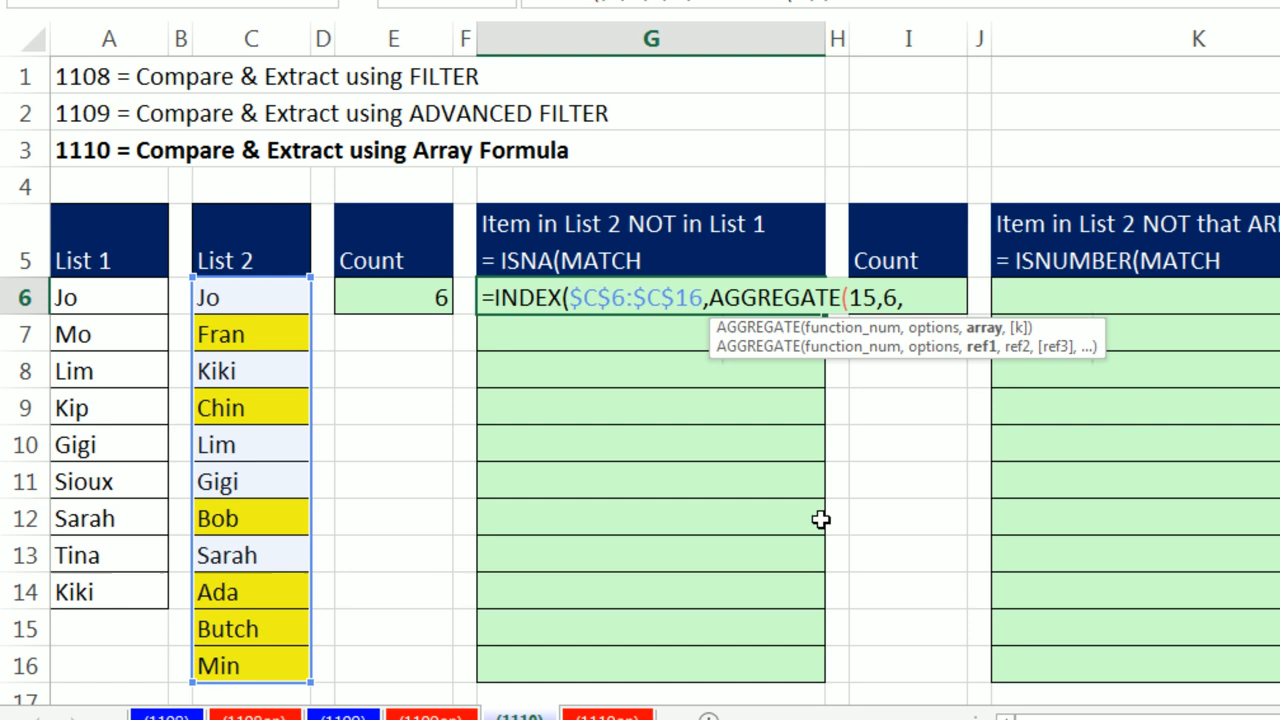 A B C D E F G H I J K
1 1108 = Compare & Extract using FILTER
2 1109 = Compare & Extract using ADVANCED FILTER
3 1110 = Compare & Extract using Array Formula
4
Item in List 2 NOT in List 1 Item in List 2 NOT that AR
5 List 1 List 2 Count = ISNA(MATCH Count = ISNUMBER(MATCH
6 Jo Jo 6 =INDEX($C$6:$C$16,AGGREGATE(15,6,
7 Mo Fran AGGREGATE(function_num, options, array, [k])
AGGREGATE(function_num, options, ref1, ref2, [ref3], ...)
8 Lim Kiki
9 Kip Chin
10 Gigi Lim
11 Sioux Gigi
12 Sarah Bob
13 Tina Sarah
14 Kiki Ada
15 Butch
16 Min
17
(1108) (1108an) (1109) (1109an) (1110) (1110an)